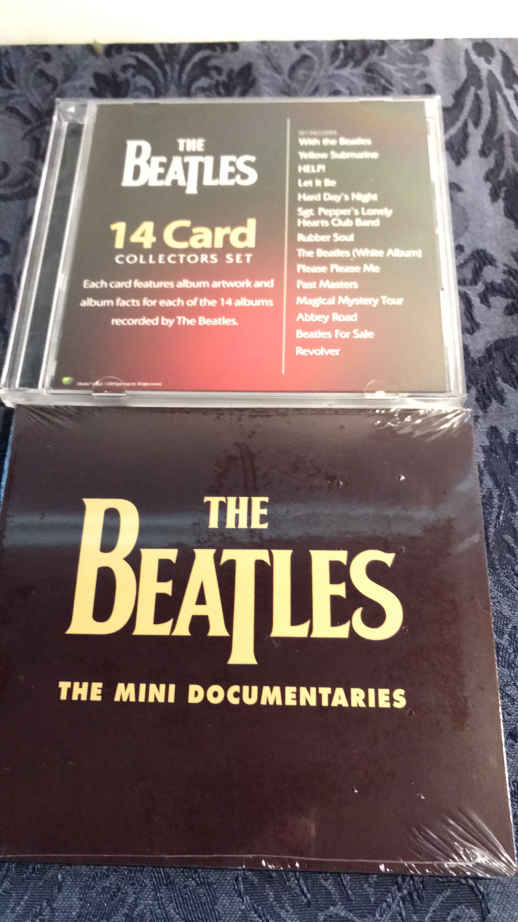 THE
BEATLES
14 Card
COLLECTORS SET
Each card features album artwork and
album facts for each of the 14 albums
recorded by The Beatles.
SET INCLUDES
With the Beatles
Yellow Submarine
HELP!
Let It Be
Hard Day's Night
Sgt. Pepper's Lonely
Hearts Club Band
Rubber Soul
The Beatles (White Album)
Please Please Me
Past Masters
Magical Mystery Tour
Abbey Road
Beatles For Sale
Revolver
THE
BEATLES
THE MINI DOCUMENTARIES